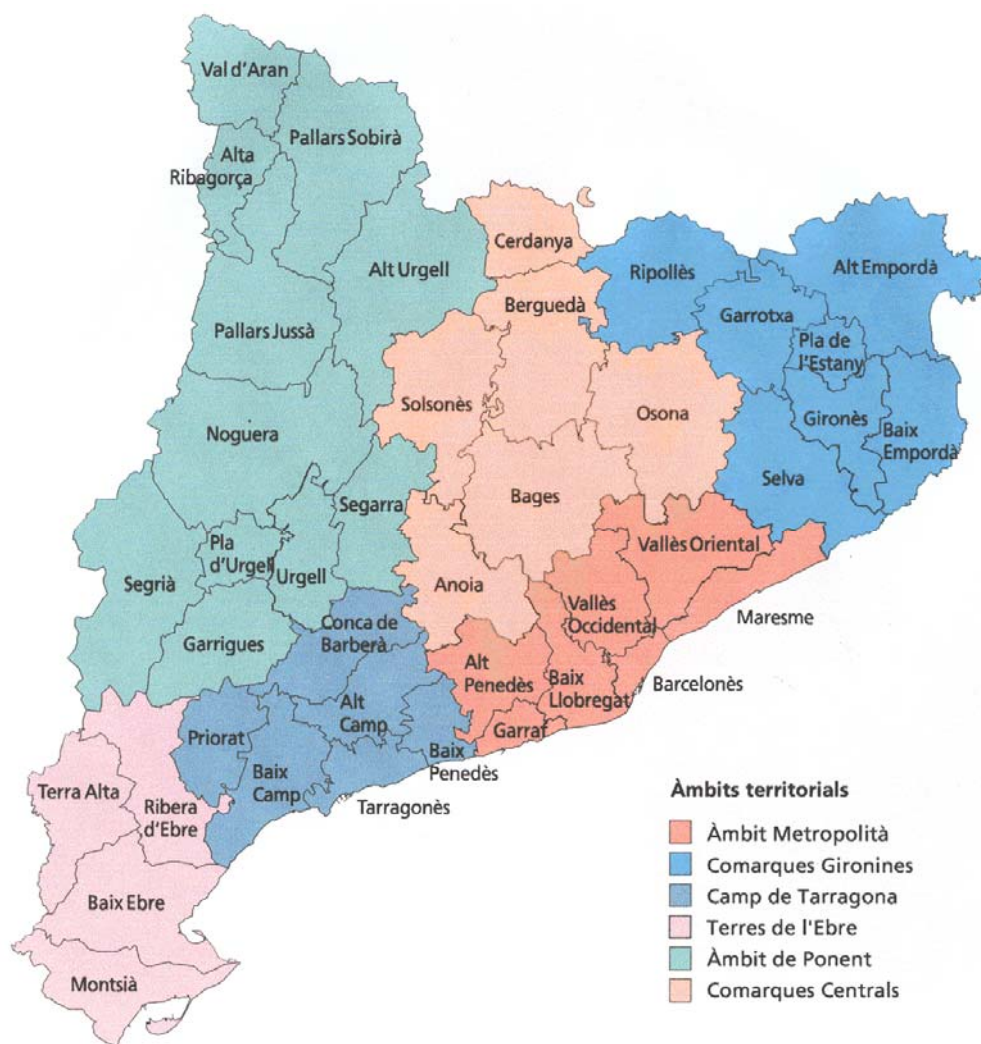 Val d'Aran
Pallars Sobirà
Alta
Ribagorça
Cerdanya
Alt Urgell
Ripollès
Alt Empordà
Berguedà
Garrotxa
Pallars Jussà
Pla de
l'Estany
Solsonès
Osona
Gironès
Baix
Empordà
Noguera
Selva
Segarra
Bages
Vallès Oriental
Pla
d'Urgell
Urgell
Segrià
Anoia
Vallès
Occidental
Maresme
Conca de
Barberà
Garrigues
Alt
Penedès
Baix
Llobregat
Barcelonès
Alt
Camp
Garraf
Priorat
Baix
Penedès
Baix
Camp
Tarragonès
Terra Alta
Ribera
d'Ebre
Baix Ebre
Montsià
Àmbits territorials
Àmbit Metropolità
Comarques Gironines
Camp de Tarragona
Terres de l'Ebre
Àmbit de Ponent
Comarques Centrals